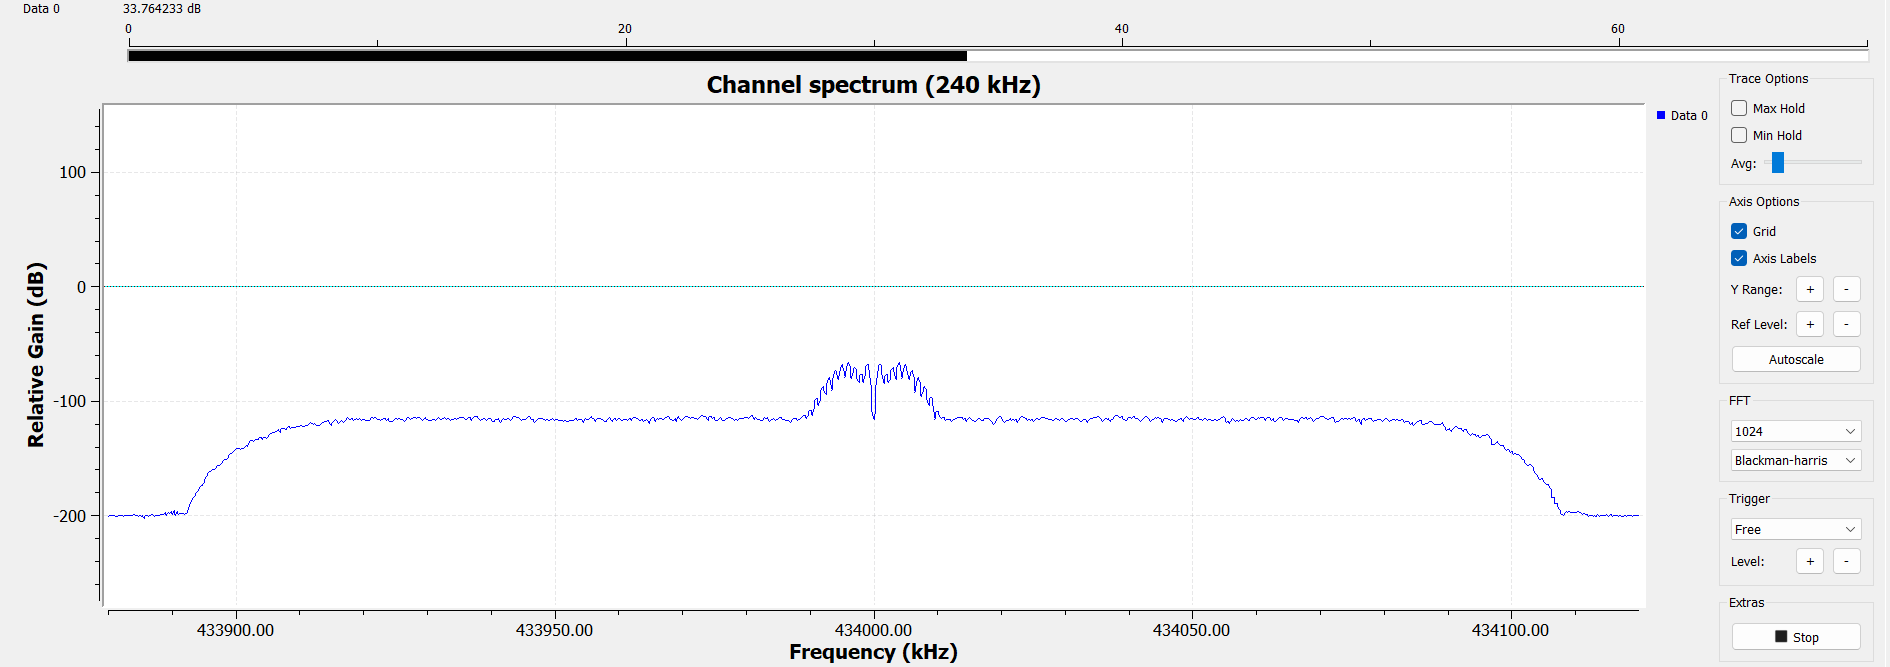 Data 0 33.764233 dB
0 20 40 60
Channel spectrum (240 kHz)
Data 0
Relative Gain (dB)
100
0
-100
-200
433900.00 433950.00 434000.00 434050.00 434100.00
Frequency (kHz)
Trace Options
Max Hold
Min Hold
Avg:
Axis Options
Grid
Axis Labels
Y Range: + -
Ref Level: + -
Autoscale
FFT
1024
Blackman-harris
Trigger
Free
Level: + -
Extras
Stop